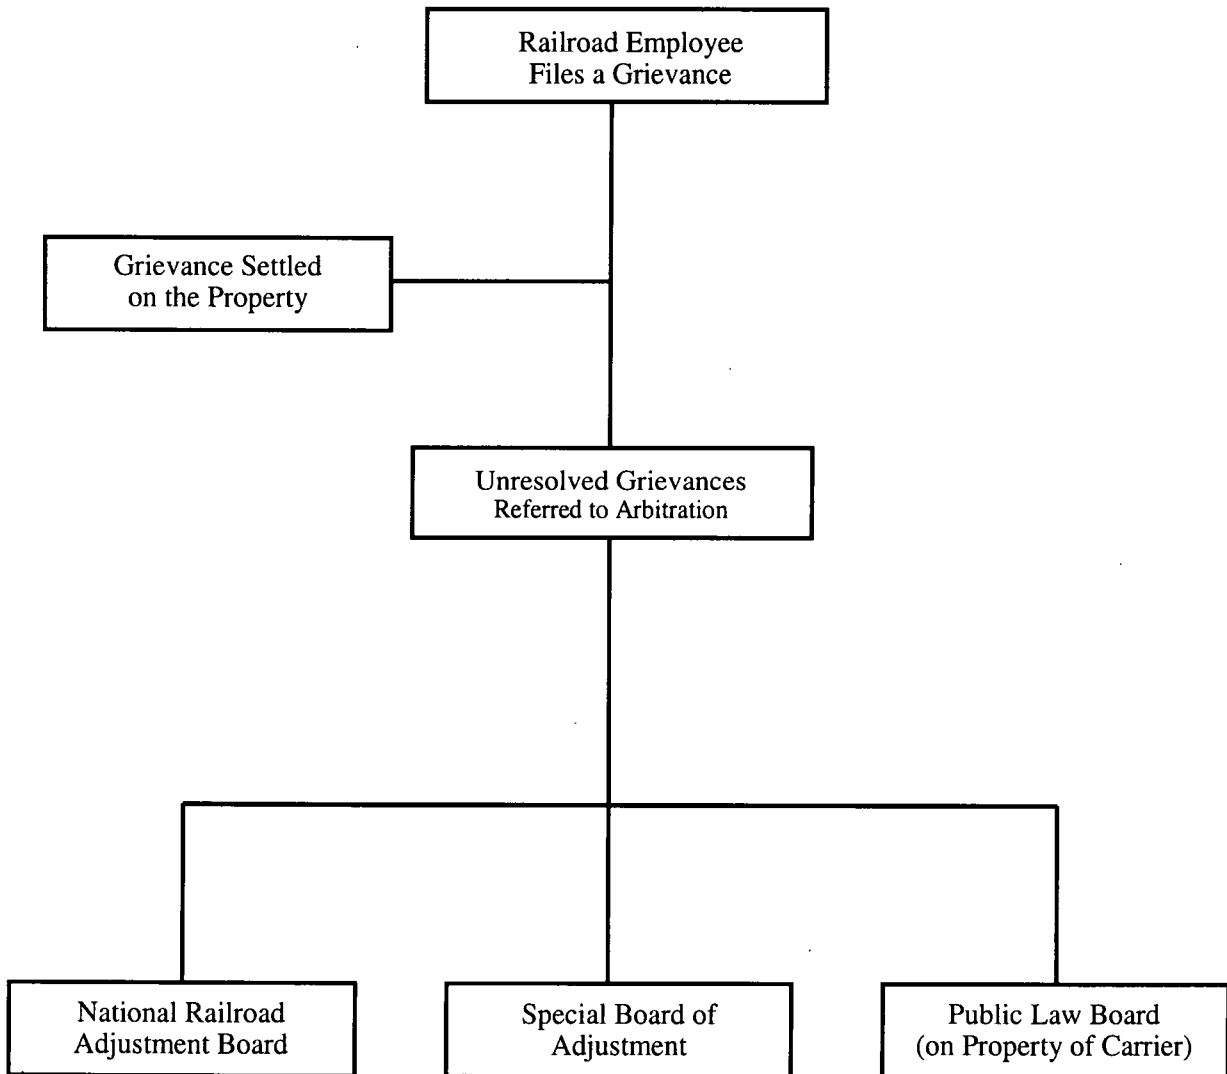 Railroad Employee
Files a Grievance
Grievance Settled
on the Property
Unresolved Grievances
Referred to Arbitration
National Railroad
Adjustment Board
Special Board of
Adjustment
Public Law Board
(on Property of Carrier)